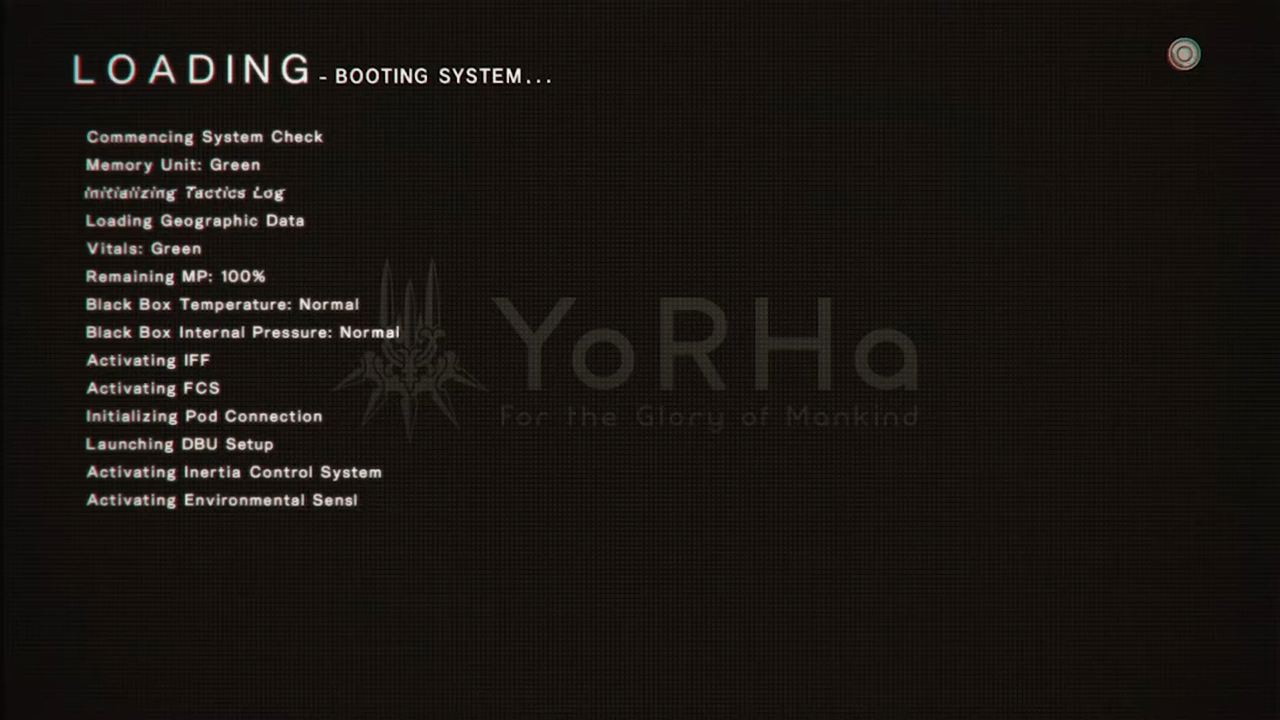 LOADING - BOOTING SYSTEM...
Commencing System Check
Memory Unit: Green
Initializing Tactics Log
Loading Geographic Data
Vitals: Green
Remaining MP: 100%
Black Box Temperature: Normal
Black Box Internal Pressure: Normal
Activating IFF
Activating FCS
Initializing Pod Connection
Launching DBU Setup
Activating Inertia Control System
Activating Environmental Sens
YoRHa
For the Glory of Mankind